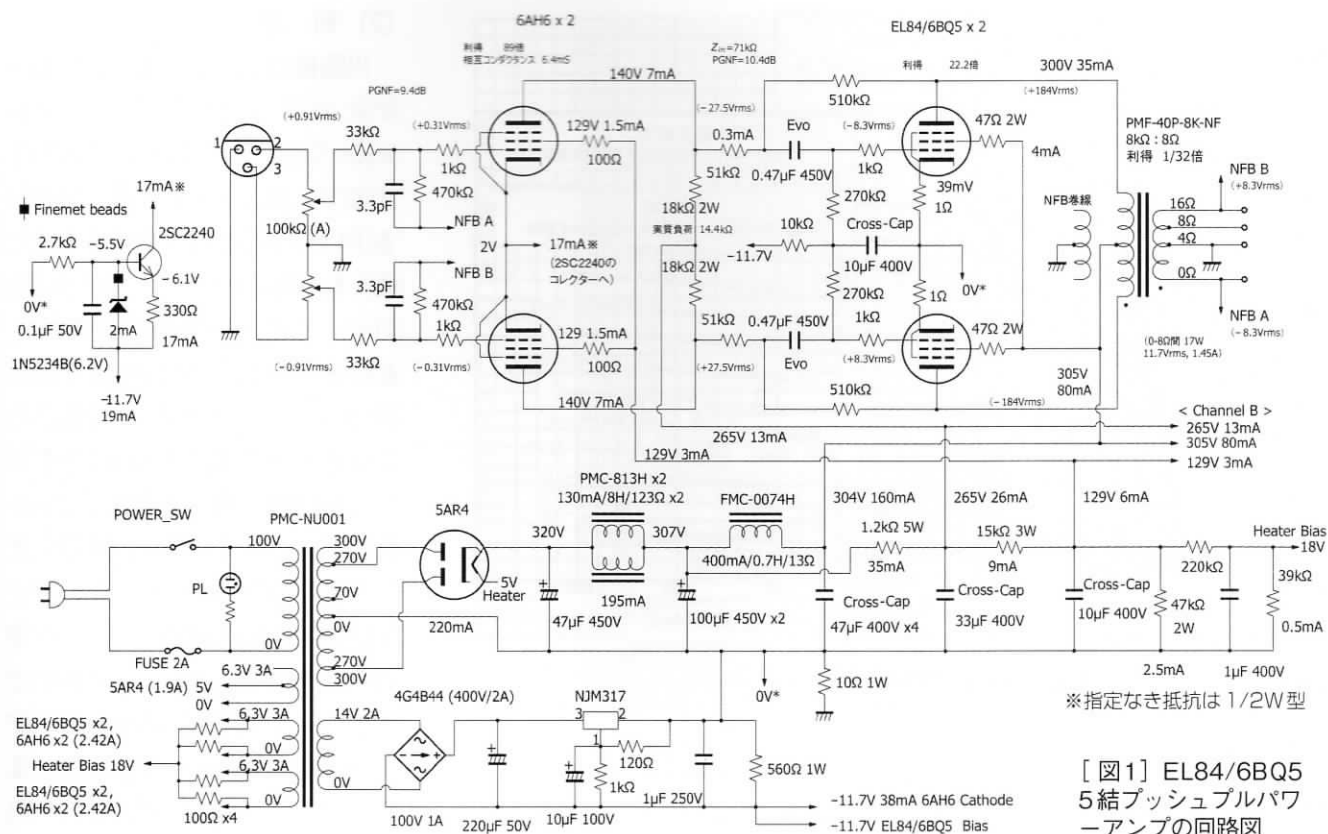 6AH6 x 2
利得 89倍
相互コンダクタンス 6.4mS
EL84/6BQ5 x 2
Zin=71kΩ
PGNF=10.4dB
利得 22.2倍
140V 7mA
300V 35mA
(+184Vrms)
PGNF=9.4dB
(−27.5Vrms)
510kΩ
(+0.91Vrms)
(+0.31Vrms)
33kΩ
129V 1.5mA
0.3mA
Evo
(−8.3Vrms)
47Ω 2W
PMF-40P-8K-NF
8kΩ : 8Ω
利得 1/32倍
1
2
3
1kΩ
100Ω
51kΩ
0.47μF 450V
1kΩ
39mV
4mA
NFB B
(+8.3Vrms)
17mA※
■ Finemet beads
470kΩ
3.3pF
NFB A
270kΩ
1Ω
NFB巻線
16Ω
8Ω
4Ω
0Ω
2SC2240
100kΩ (A)
18kΩ 2W
実質負荷 14.4kΩ
18kΩ 2W
10kΩ
Cross-Cap
2.7kΩ
−5.5V
2V
17mA※
(2SC2240の
コレクターへ)
−11.7V
10μF 400V
0V*
−6.1V
NFB B
3.3pF
470kΩ
270kΩ
1Ω
0V*
330Ω
0.1μF 50V
2mA
17mA
1kΩ
129 1.5mA
51kΩ
0.47μF 450V
1kΩ
47Ω 2W
NFB A
(−8.3Vrms)
1N5234B(6.2V)
(−0.91Vrms)
33kΩ
(−0.31Vrms)
100Ω
(+27.5Vrms)
Evo
(+8.3Vrms)
(0-8Ω間 17W
11.7Vrms, 1.45A)
−11.7V
19mA
510kΩ
305V
80mA
140V 7mA
(−184Vrms)
< Channel B >
265V 13mA
265V 13mA
305V 80mA
129V 3mA
129V 3mA
PMC-813H x2
130mA/8H/123Ω x2
FMC-0074H
304V 160mA
265V 26mA
129V 6mA
POWER_SW
PMC-NU001
5AR4
100V
300V
270V
320V
307V
1.2kΩ 5W
15kΩ 3W
Heater Bias
18V
400mA/0.7H/13Ω
35mA
9mA
220kΩ
PL
70V
5V
Heater
39kΩ
195mA
Cross-Cap
Cross-Cap
Cross-Cap
0V
220mA
47μF 450V
100μF 450V x2
47μF 400V x4
33μF 400V
10μF 400V
47kΩ
2W
0.5mA
0V
FUSE 2A
270V
300V
2.5mA
1μF 400V
6.3V 3A
5AR4 (1.9A)
5V
0V
0V*
10Ω 1W
※指定なき抵抗は1/2W型
4G4B44 (400V/2A)
NJM317
EL84/6BQ5 x2,
6AH6 x2 (2.42A)
6.3V 3A
14V 2A
3
2
1
0V
120Ω
Heater Bias 18V
6.3V 3A
560Ω 1W
EL84/6BQ5 x2,
6AH6 x2 (2.42A)
0V
0V
1kΩ
100Ω x4
100V 1A
220μF 50V
10μF 100V
1μF 250V
−11.7V 38mA 6AH6 Cathode
−11.7V EL84/6BQ5 Bias
[図1] EL84/6BQ5
5結プッシュプルパワ
ーアンプの回路図